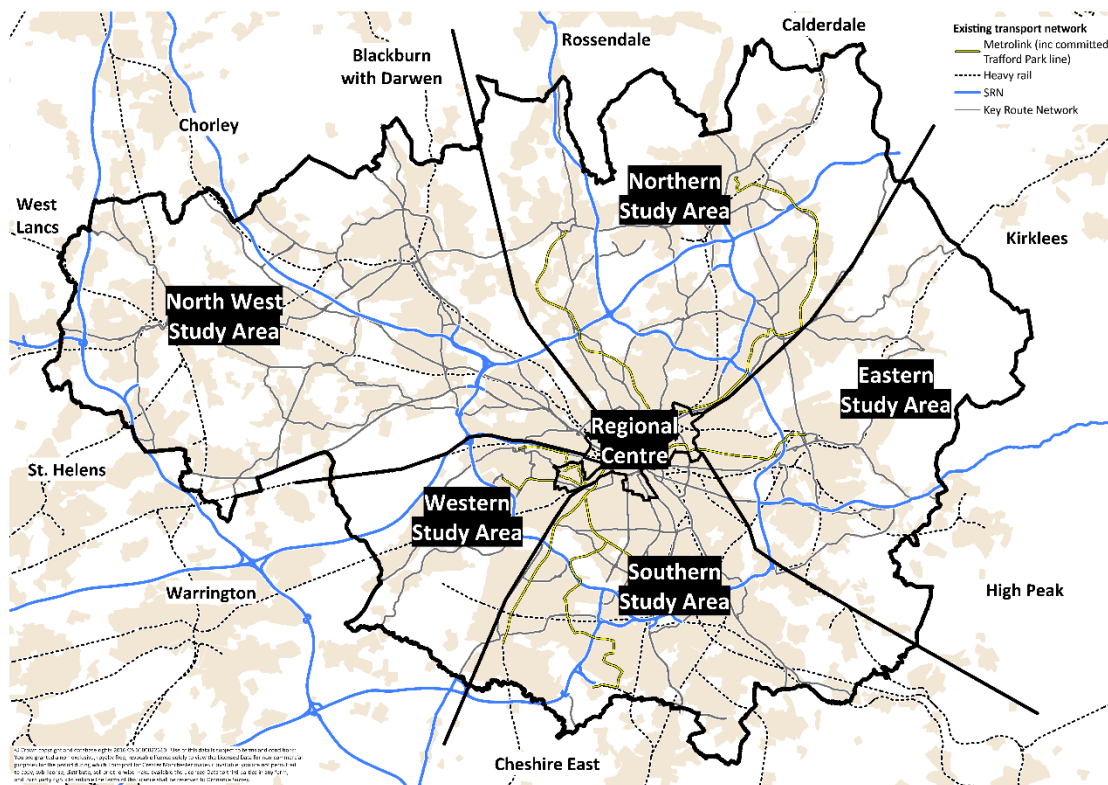 Existing transport network
Metrolink (inc committed
Trafford Park line)
Heavy rail
SRN
Key Route Network
Calderdale
Rossendale
Blackburn
with Darwen
Chorley
West
Lancs
Northern
Study Area
Kirklees
North West
Study Area
Eastern
Study Area
Regional
Centre
St. Helens
Western
Study Area
Southern
Study Area
Warrington
High Peak
Cheshire East